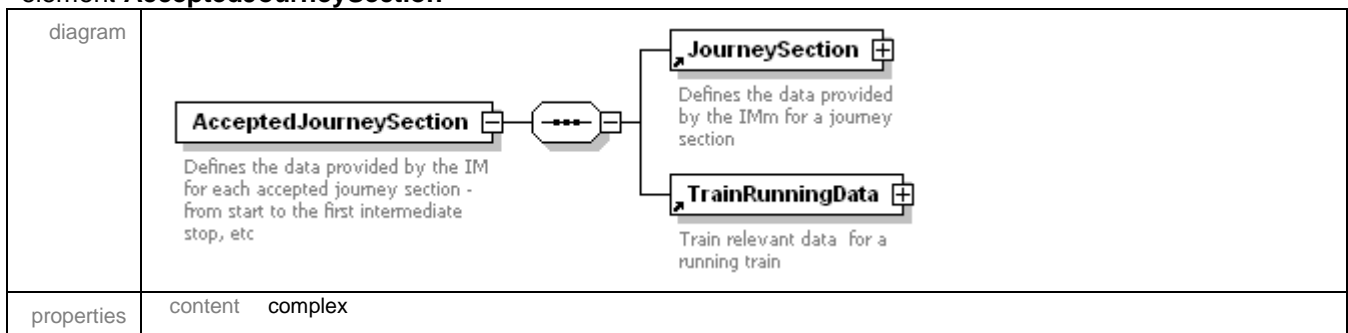 element AcceptedJourneySection
diagram
JourneySection
Defines the data provided
by the IMm for a journey
section
AcceptedJourneySection
Defines the data provided by the IM
for each accepted journey section -
from start to the first intermediate
stop, etc
TrainRunningData
Train relevant data for a
running train
properties
content complex